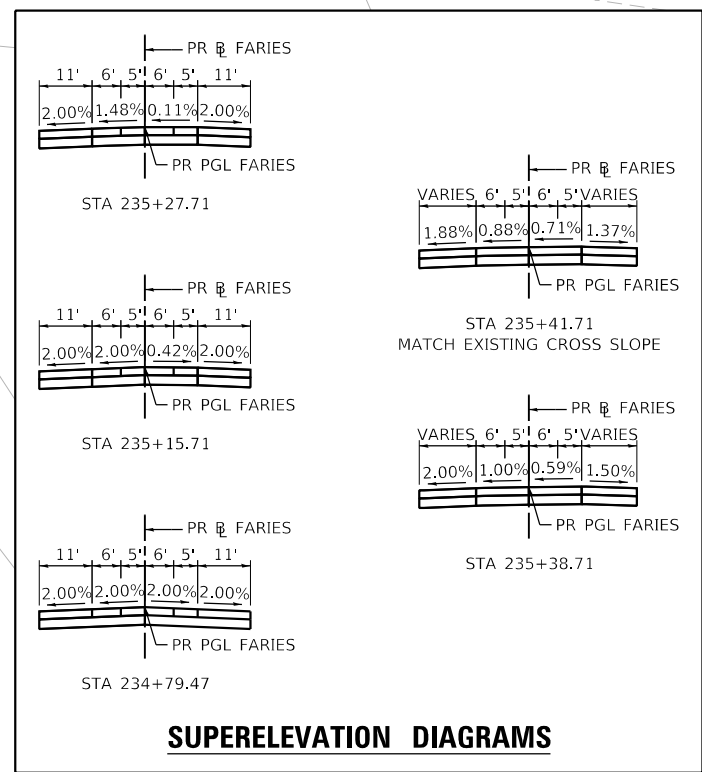 PR BL FARIES
11' 6' 5' 6' 5' 11'
2.00% 1.48% 0.11% 2.00%
PR PGL FARIES
STA 235+27.71
PR BL FARIES
11' 6' 5' 6' 5' 11'
2.00% 2.00% 0.42% 2.00%
PR PGL FARIES
STA 235+15.71
PR BL FARIES
11' 6' 5' 6' 5' 11'
2.00% 2.00% 2.00% 2.00%
PR PGL FARIES
STA 234+79.47
PR BL FARIES
VARIES 6' 5' 6' 5' VARIES
1.88% 0.88% 0.71% 1.37%
PR PGL FARIES
STA 235+41.71
MATCH EXISTING CROSS SLOPE
PR BL FARIES
VARIES 6' 5' 6' 5' VARIES
2.00% 1.00% 0.59% 1.50%
PR PGL FARIES
STA 235+38.71
SUPERELEVATION DIAGRAMS